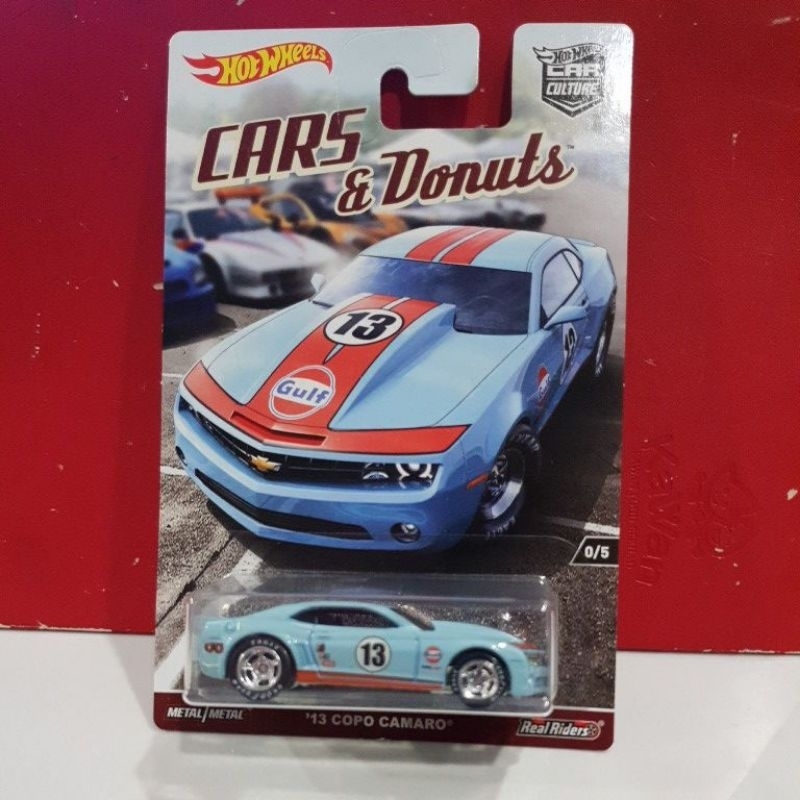 Hot Wheels
Hot Wheels
CAR
CULTURE
CARS
& Donuts™
13
Gulf
0/5
13
METAL/METAL
'13 COPO CAMARO®
Real Riders®